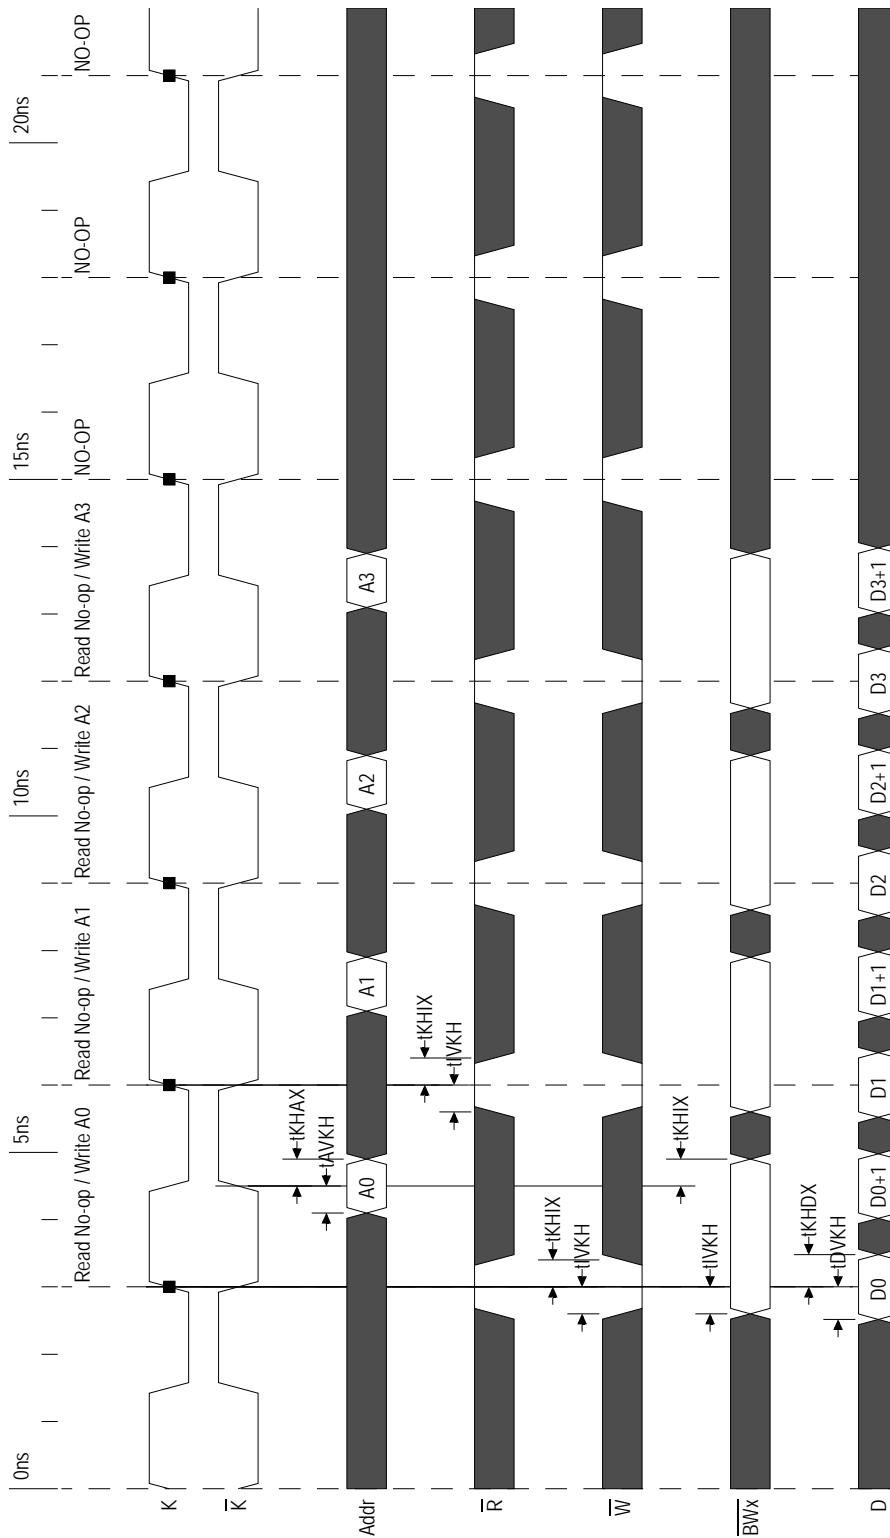 0ns 5ns 10ns 15ns 20ns
Read No-op / Write A0 Read No-op / Write A1 Read No-op / Write A2 Read No-op / Write A3 NO-OP NO-OP NO-OP
K
K
tKHAX
tAVKH
Addr A0 A1 A2 A3
tKHIX
tIVKH
R
tKHIX
tIVKH
W
tKHIX
tIVKH
BWx
tKHDX
tDVKH
D D0 D0+1 D1 D1+1 D2 D2+1 D3 D3+1